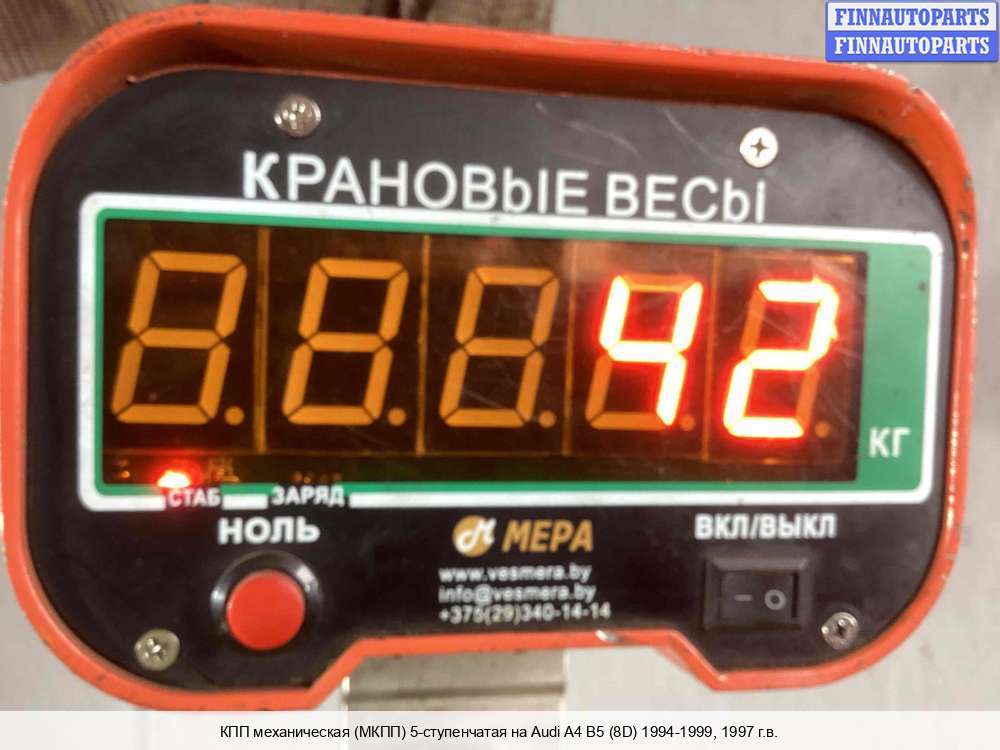 FINNAUTOPARTS
FINNAUTOPARTS
КРАНОВЫЕ ВЕСЫ
42
КГ
СТАБ ЗАРЯД
НОЛЬ
МЕРА
ВКЛ/ВЫКЛ
www.vesmera.by
info@vesmera.by
+375(29)340-14-14
КПП механическая (МКПП) 5-ступенчатая на Audi A4 B5 (8D) 1994-1999, 1997 г.в.